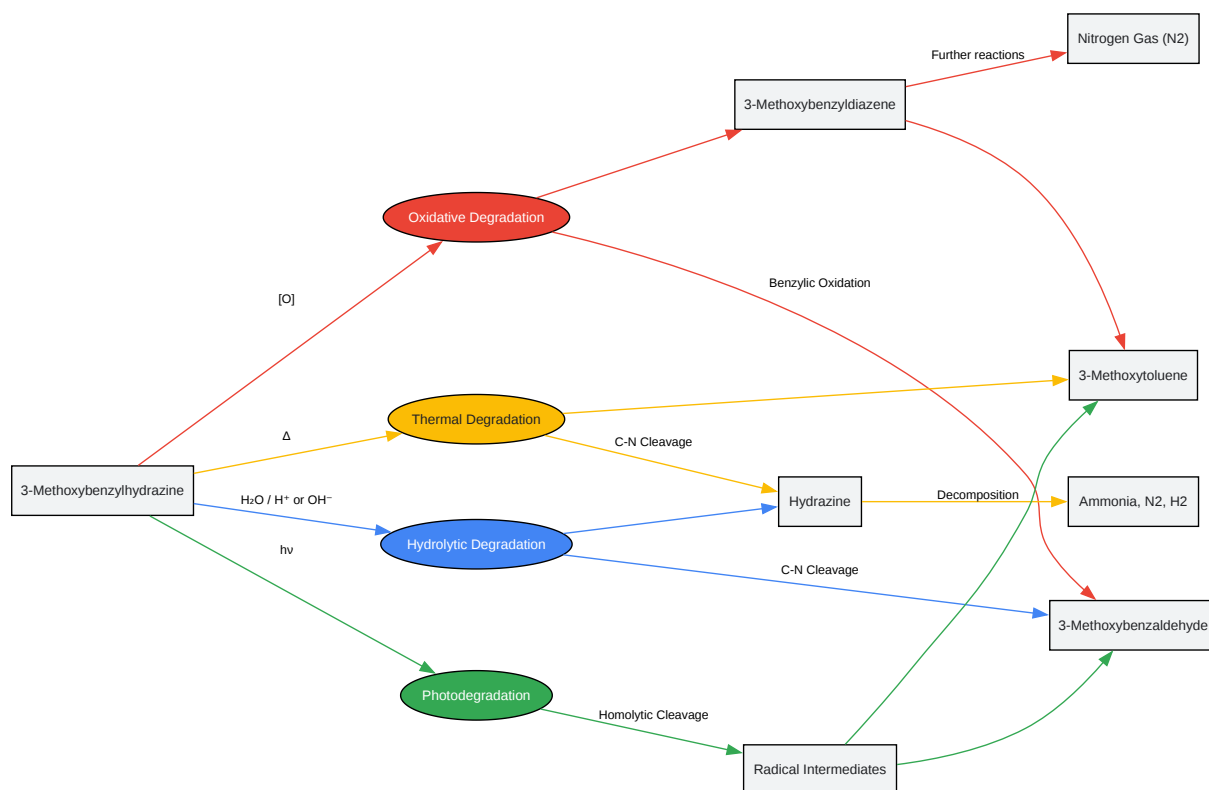 Nitrogen Gas (N2)
Further reactions
3-Methoxybenzyldiazene
Oxidative Degradation
Benzylic Oxidation
[O]
3-Methoxytoluene
Thermal Degradation
Δ
C-N Cleavage
3-Methoxybenzylhydrazine
H₂O / H⁺ or OH⁻
Hydrazine
Decomposition
Ammonia, N2, H2
Hydrolytic Degradation
hν
C-N Cleavage
3-Methoxybenzaldehyde
Photodegradation
Homolytic Cleavage
Radical Intermediates